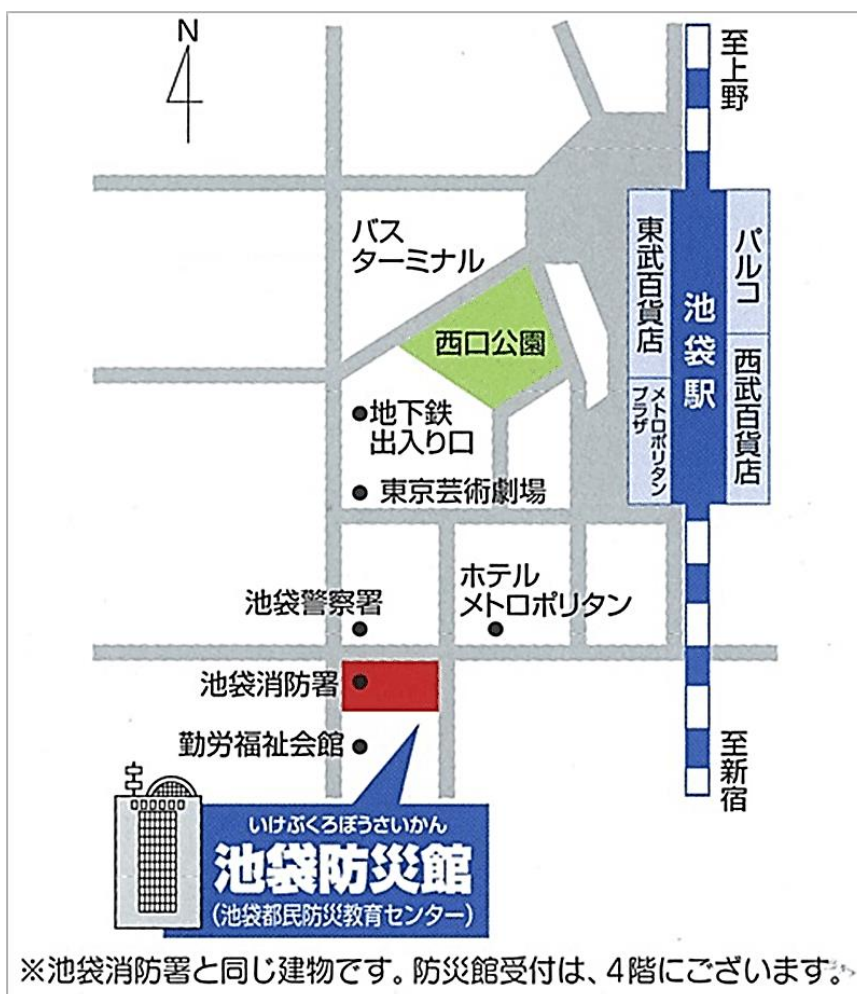 N
至上野
バス
ターミナル
東武百貨店
パルコ
池袋駅
西口公園
西武百貨店
メトロポリタン
プラザ
地下鉄
出入り口
東京芸術劇場
ホテル
メトロポリタン
池袋警察署
池袋消防署
勤労福祉会館
至新宿
いけぶくろぼうさいかん
池袋防災館
(池袋都民防災教育センター)
※池袋消防署と同じ建物です。防災館受付は、4階にございます。